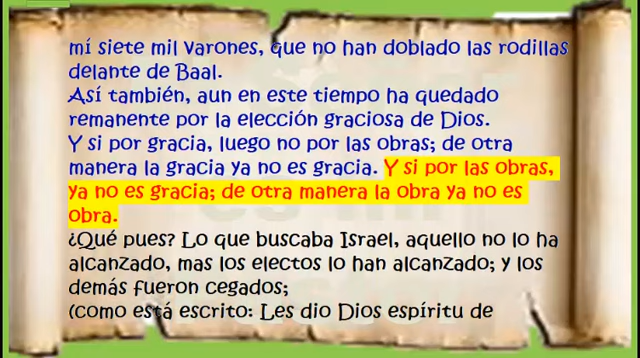 mí siete mil varones, que no han doblado las rodillas
delante de Baal.
Así también, aun en este tiempo ha quedado
remanente por la elección graciosa de Dios.
Y si por gracia, luego no por las obras; de otra
manera la gracia ya no es gracia. Y si por las obras,
ya no es gracia; de otra manera la obra ya no es
obra.
¿Qué pues? Lo que buscaba Israel, aquello no lo ha
alcanzado, mas los electos lo han alcanzado; y los
demás fueron cegados;
(como está escrito: Les dio Dios espíritu de